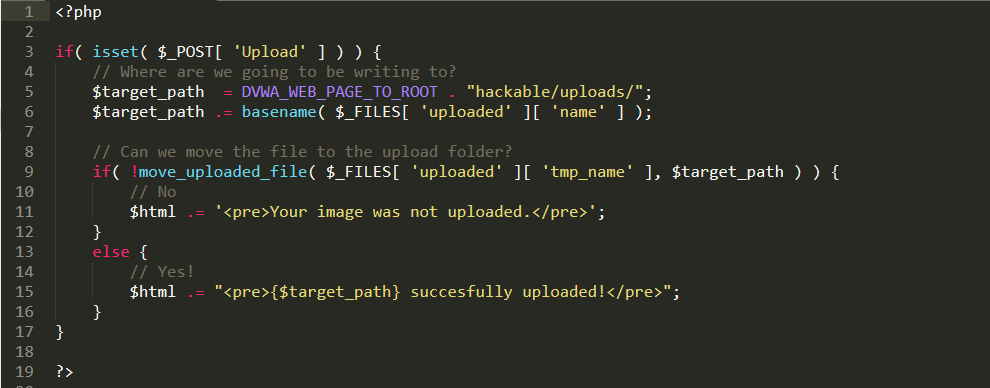 1 <?php
2
3 if( isset( $_POST[ 'Upload' ] ) ) {
4     // Where are we going to be writing to?
5     $target_path  = DVWA_WEB_PAGE_TO_ROOT . "hackable/uploads/";
6     $target_path .= basename( $_FILES[ 'uploaded' ][ 'name' ] );
7
8     // Can we move the file to the upload folder?
9     if( !move_uploaded_file( $_FILES[ 'uploaded' ][ 'tmp_name' ], $target_path ) ) {
10         // No
11         $html .= '<pre>Your image was not uploaded.</pre>';
12     }
13     else {
14         // Yes!
15         $html .= "<pre>{$target_path} succesfully uploaded!</pre>";
16     }
17 }
18
19 ?>